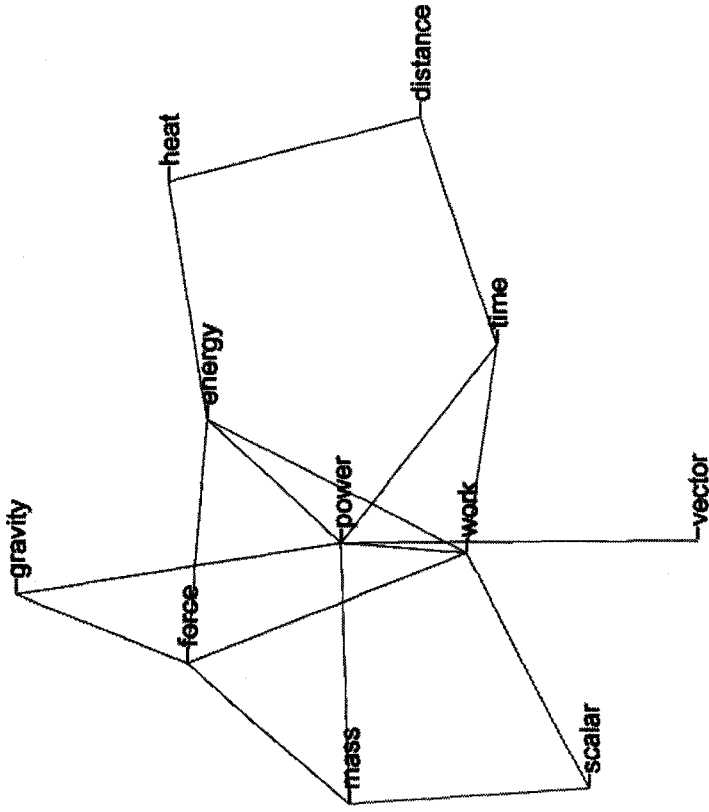 gravity
force
mass
energy
heat
power
work
scalar
time
distance
vector